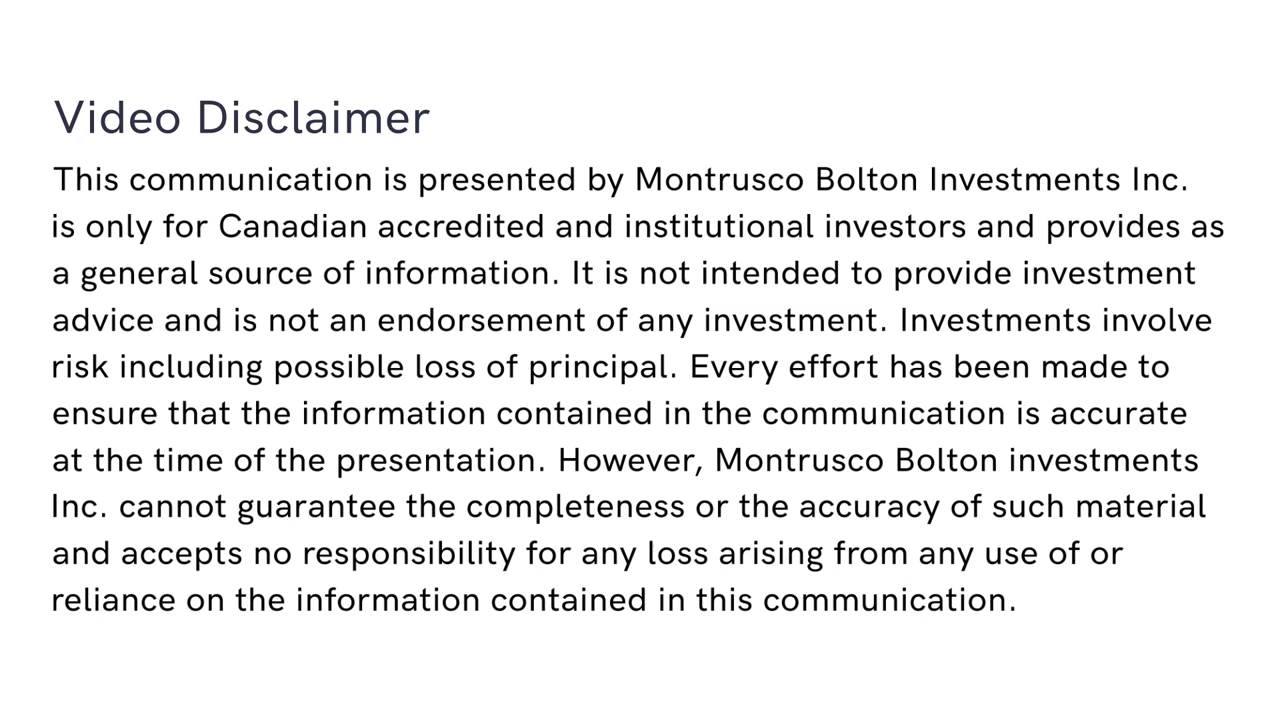 Video Disclaimer
This communication is presented by Montrusco Bolton Investments Inc.
is only for Canadian accredited and institutional investors and provides as
a general source of information. It is not intended to provide investment
advice and is not an endorsement of any investment. Investments involve
risk including possible loss of principal. Every effort has been made to
ensure that the information contained in the communication is accurate
at the time of the presentation. However, Montrusco Bolton investments
Inc. cannot guarantee the completeness or the accuracy of such material
and accepts no responsibility for any loss arising from any use of or
reliance on the information contained in this communication.